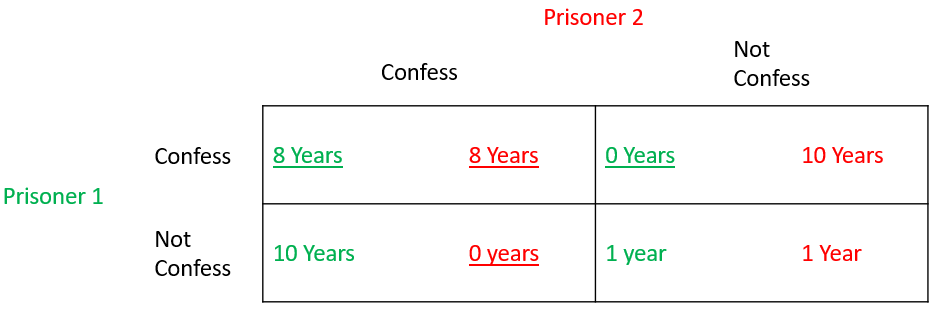 Prisoner 2
Confess
Not
Confess
Confess
8 Years 8 Years 0 Years 10 Years
Prisoner 1
Not
Confess
10 Years 0 years 1 year 1 Year